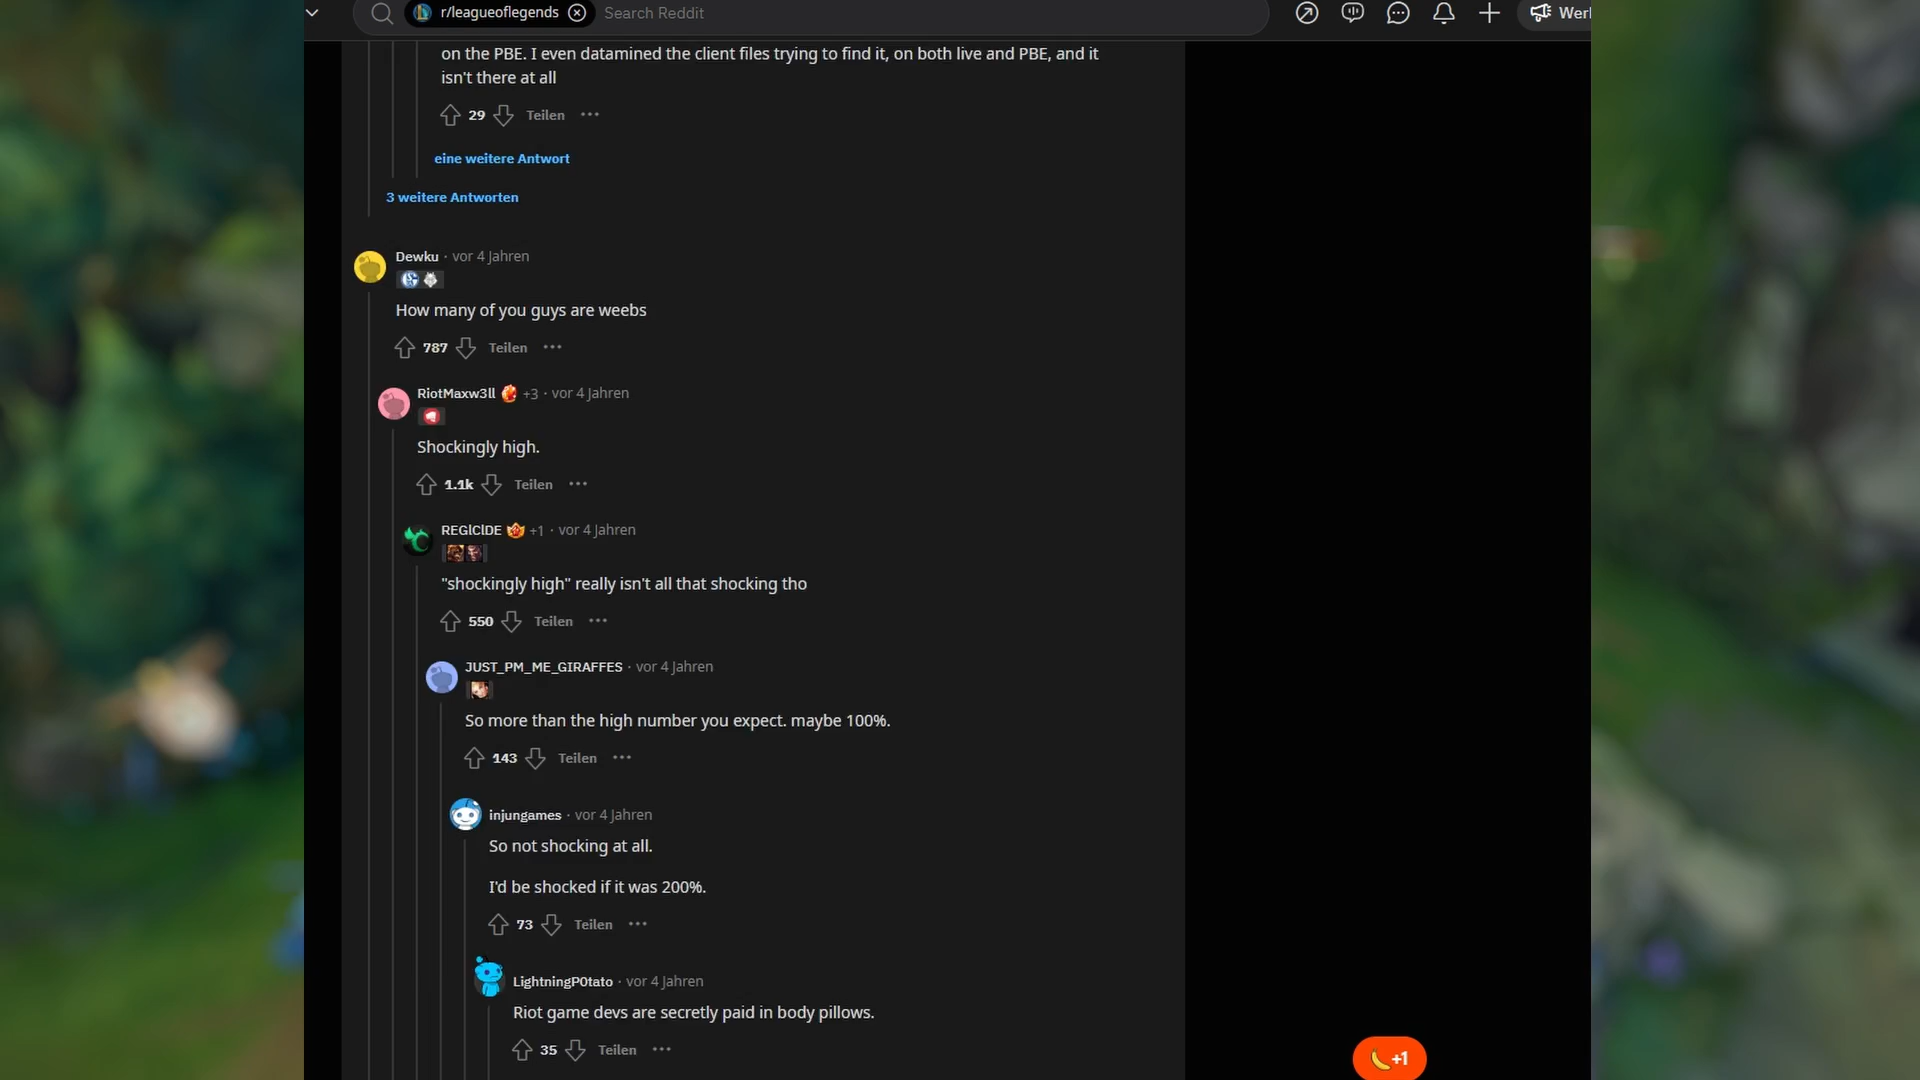 r/leagueoflegends Search Reddit Wer
on the PBE. I even datamined the client files trying to find it, on both live and PBE, and it
isn't there at all
29 Teilen
eine weitere Antwort
3 weitere Antworten
Dewku · vor 4 Jahren
How many of you guys are weebs
787 Teilen
RiotMaxw3ll +3 · vor 4 Jahren
Shockingly high.
1.1k Teilen
REGlClDE +1 · vor 4 Jahren
"shockingly high" really isn't all that shocking tho
550 Teilen
JUST_PM_ME_GIRAFFES · vor 4 Jahren
So more than the high number you expect. maybe 100%.
143 Teilen
injungames · vor 4 Jahren
So not shocking at all.
I'd be shocked if it was 200%.
73 Teilen
LightningP0tato · vor 4 Jahren
Riot game devs are secretly paid in body pillows.
35 Teilen
+1